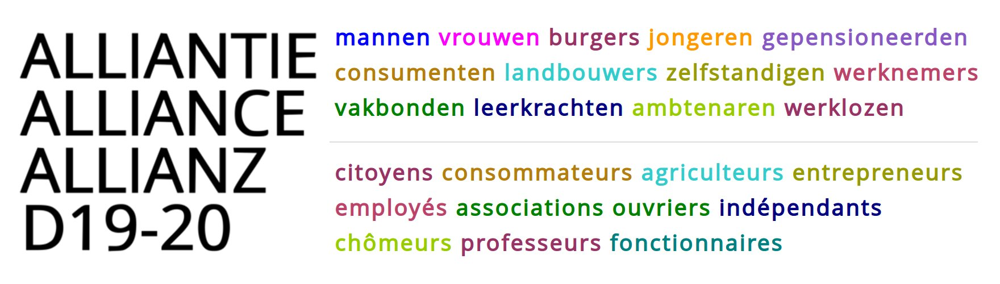 ALLIANTIE
ALLIANCE
ALLIANZ
D19-20
mannen vrouwen burgers jongeren gepensioneerden
consumenten landbouwers zelfstandigen werknemers
vakbonden leerkrachten ambtenaren werklozen
citoyens consommateurs agriculteurs entrepreneurs
employés associations ouvriers indépendants
chômeurs professeurs fonctionnaires